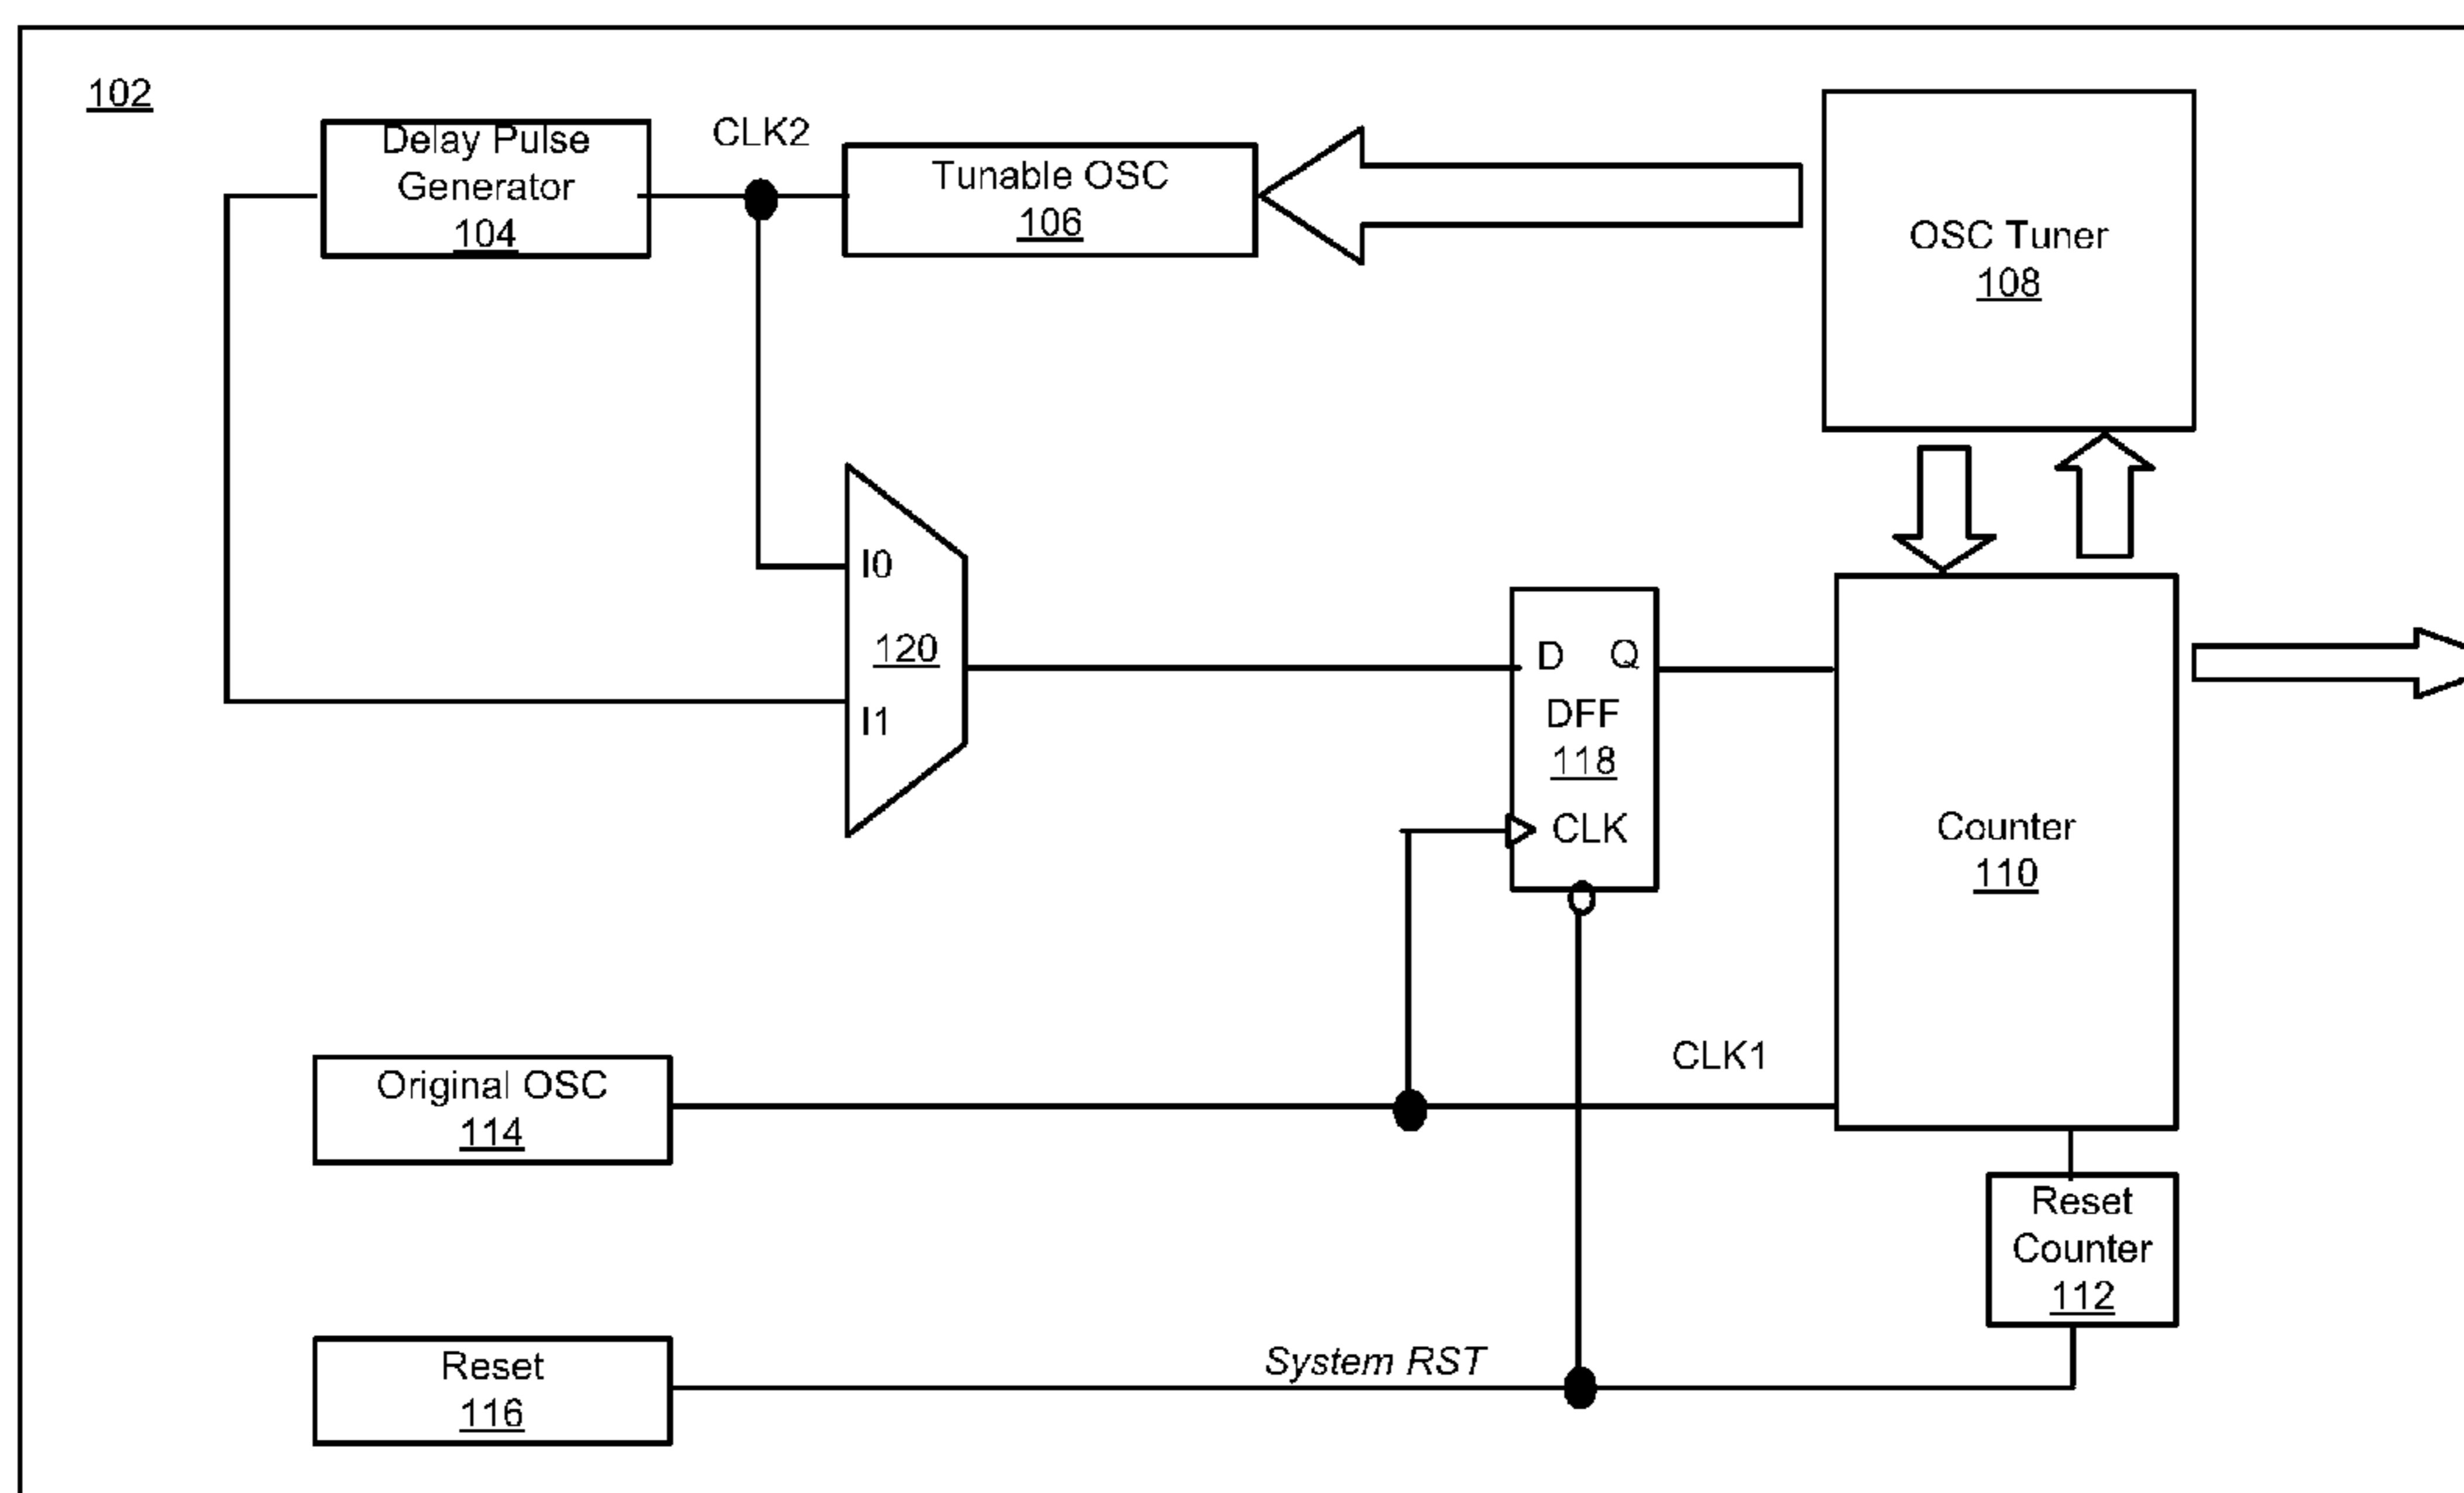 102
Delay Pulse
Generator
104
CLK2
Tunable OSC
106
OSC Tuner
108
I0
120
I1
D Q
DFF
118
CLK
Counter
110
CLK1
Original OSC
114
Reset
Counter
112
System RST
Reset
116